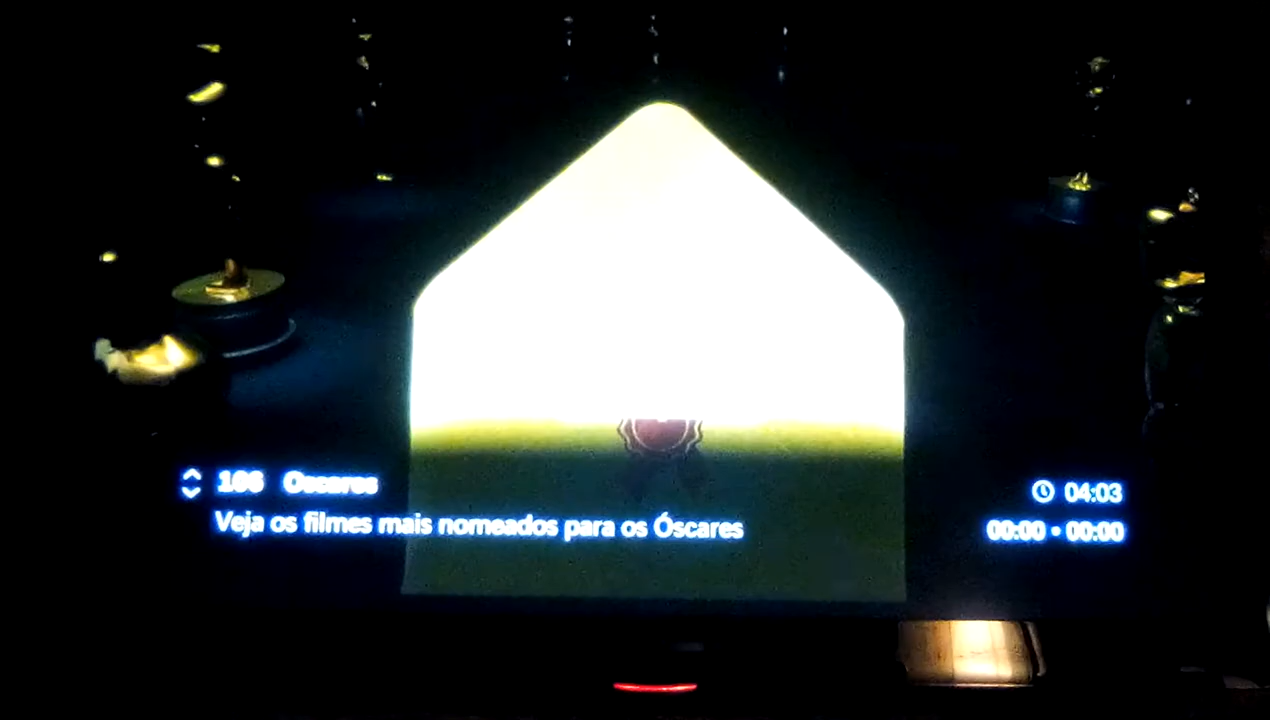 106 Oscares
04:03
Veja os filmes mais nomeados para os Óscares
00:00 • 00:00